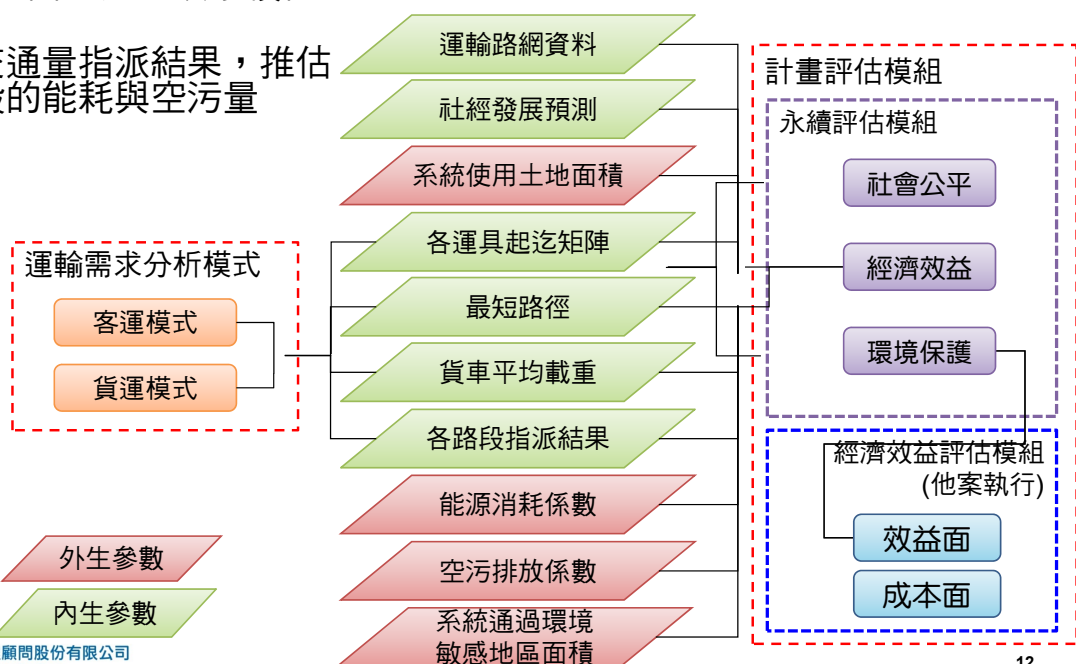 交通量指派結果，推估
的能耗與空污量
運輸路網資料
社經發展預測
系統使用土地面積
各運具起迄矩陣
最短路徑
貨車平均載重
各路段指派結果
能源消耗係數
空污排放係數
系統通過環境
敏感地區面積
運輸需求分析模式
客運模式
貨運模式
計畫評估模組
永續評估模組
社會公平
經濟效益
環境保護
經濟效益評估模組
(他案執行)
效益面
成本面
外生參數
內生參數
顧問股份有限公司
12